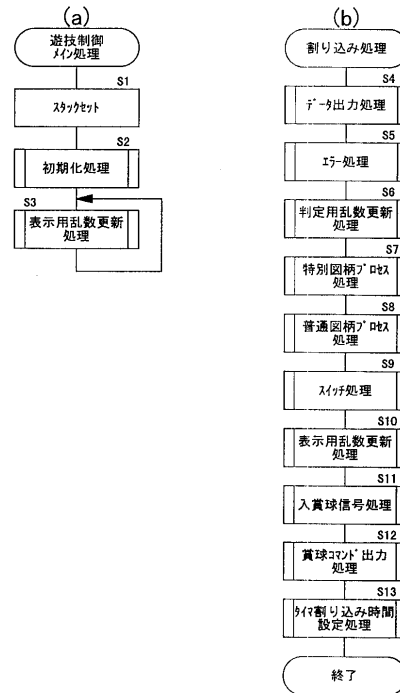 (a)
遊技制御
ﾒｲﾝ処理
S1
ｽﾀｯｸｾｯﾄ
S2
初期化処理
S3
表示用乱数更新
処理
(b)
割り込み処理
S4
ﾃﾞｰﾀ出力処理
S5
ｴﾗｰ処理
S6
判定用乱数更新
処理
S7
特別図柄ﾌﾟﾛｾｽ
処理
S8
普通図柄ﾌﾟﾛｾｽ
処理
S9
ｽｲｯﾁ処理
S10
表示用乱数更新
処理
S11
入賞球信号処理
S12
賞球ｺﾏﾝﾄﾞ出力
処理
S13
ﾀｲﾏ割り込み時間
設定処理
終了